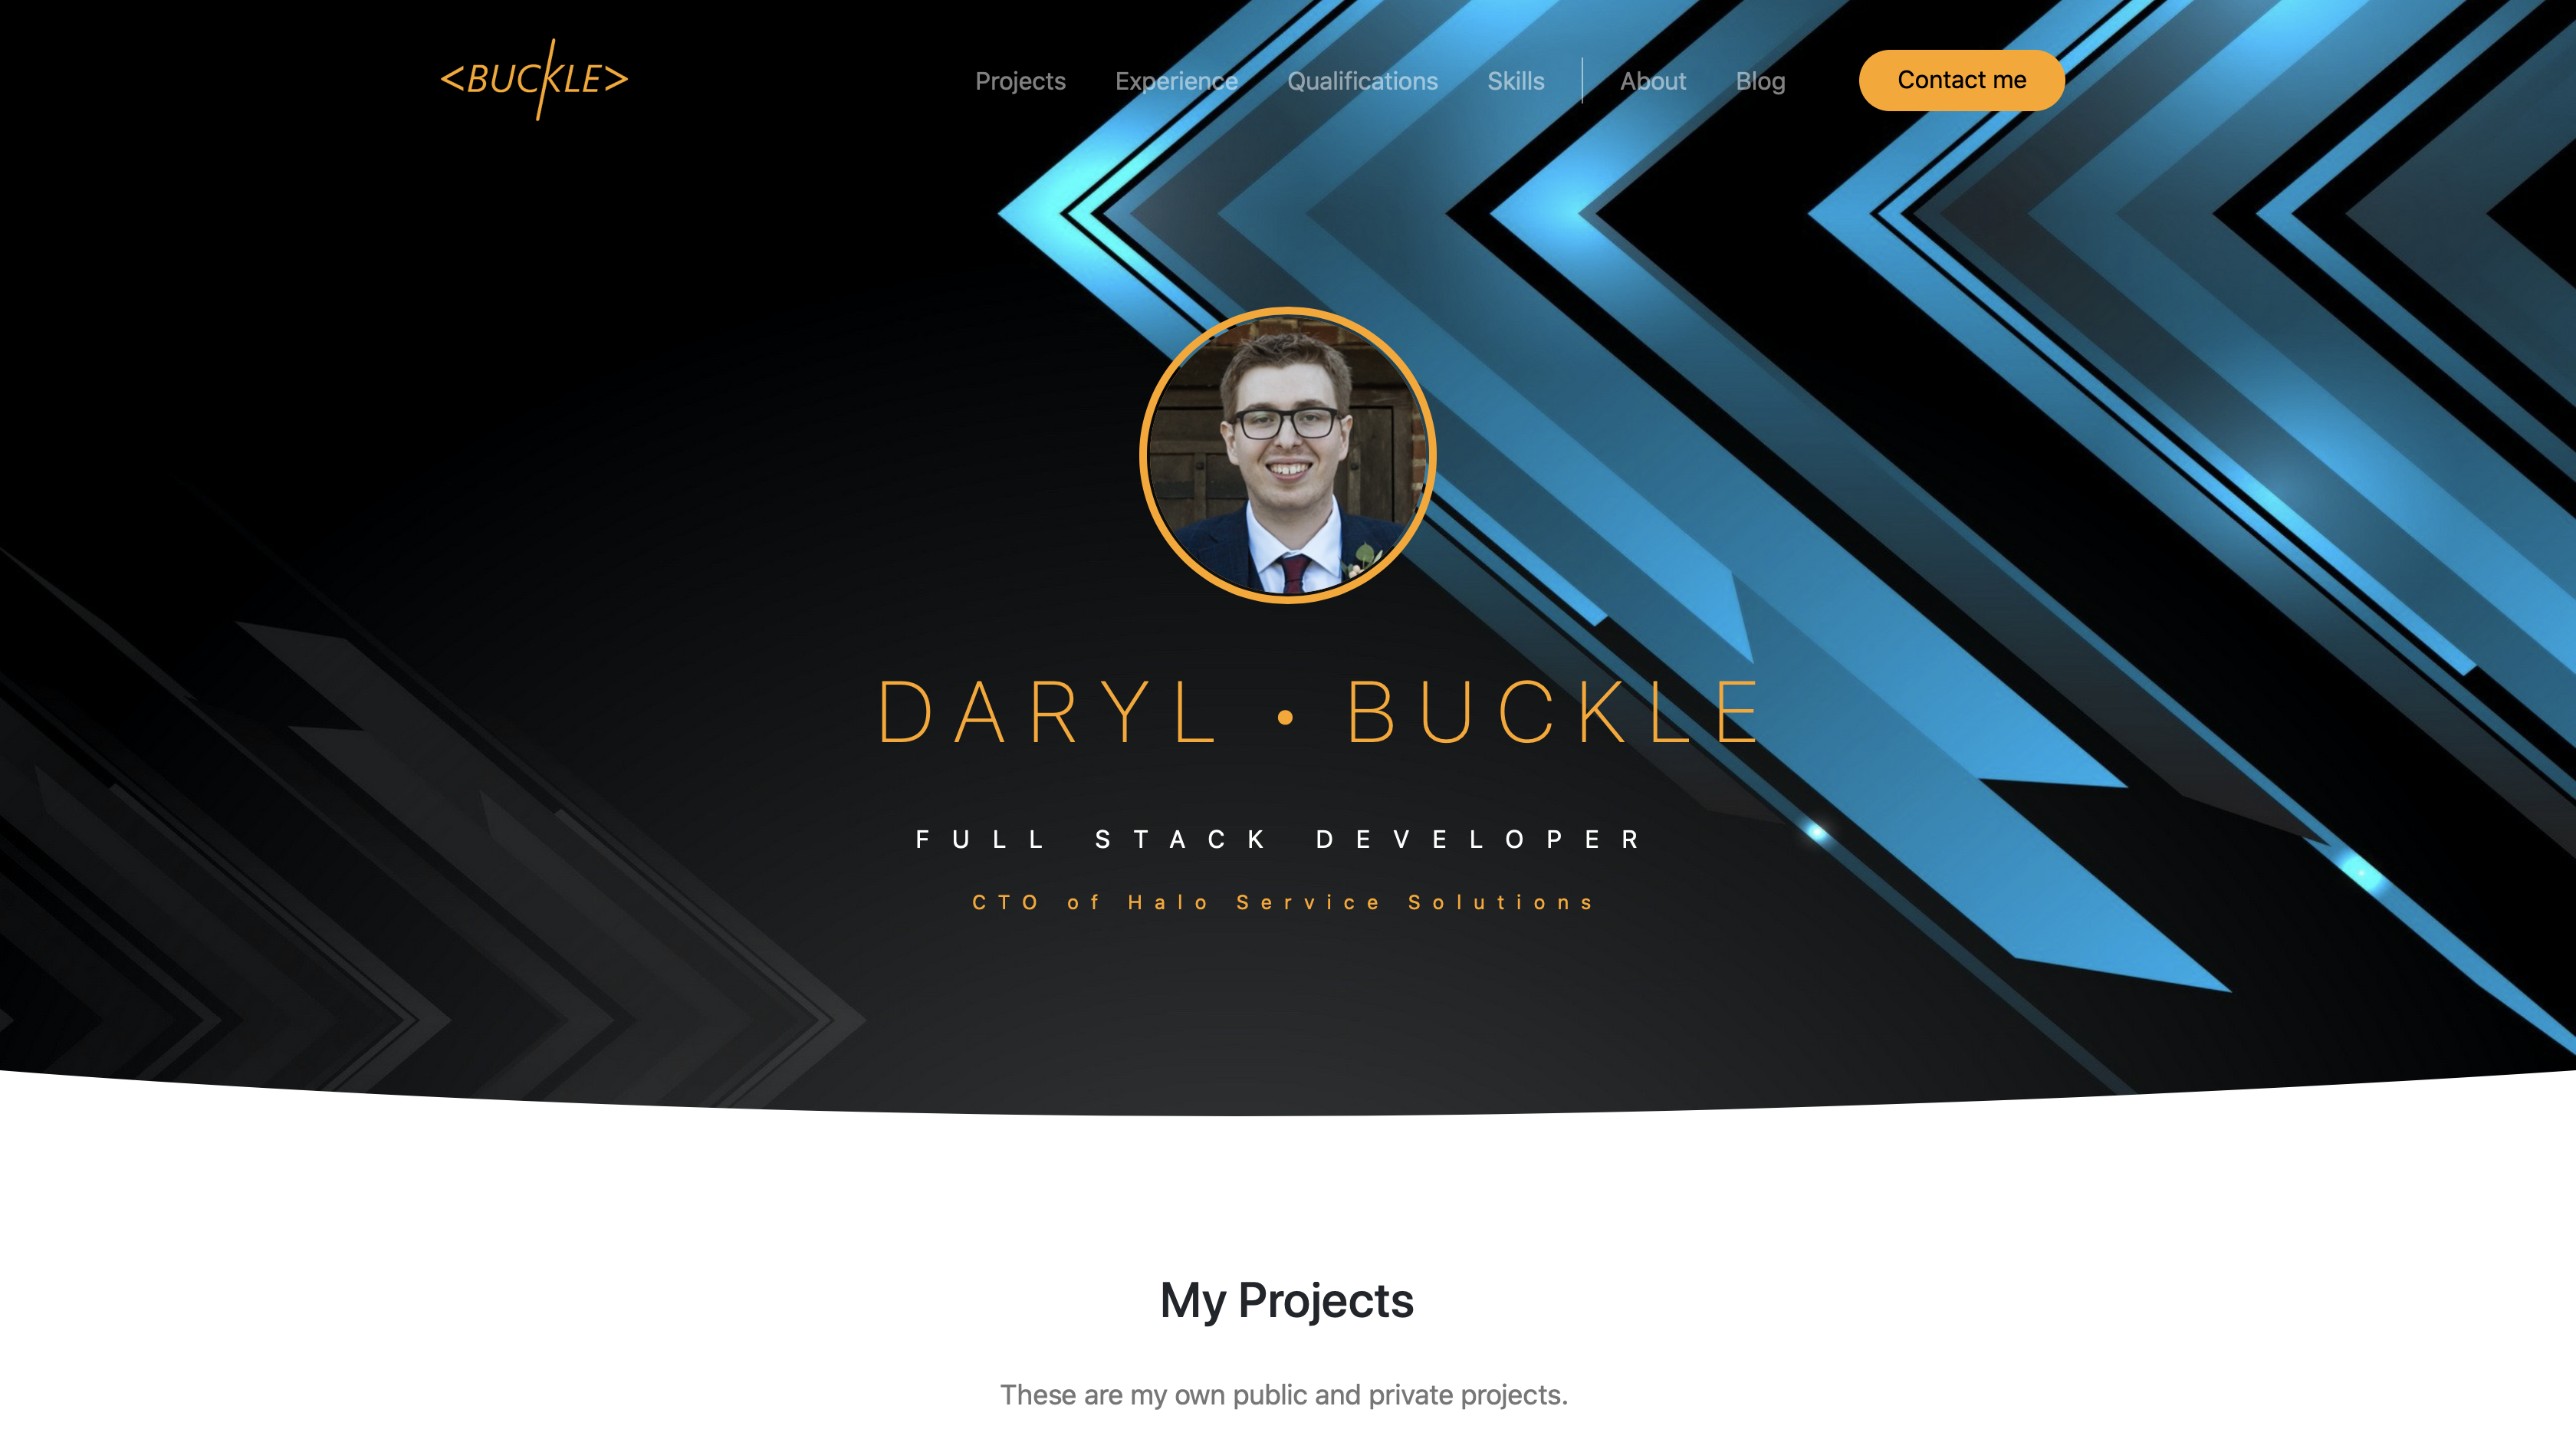 <BUCKLE>
Projects Experience Qualifications Skills About Blog Contact me
DARYL • BUCKLE
FULL STACK DEVELOPER
CTO of Halo Service Solutions
My Projects
These are my own public and private projects.